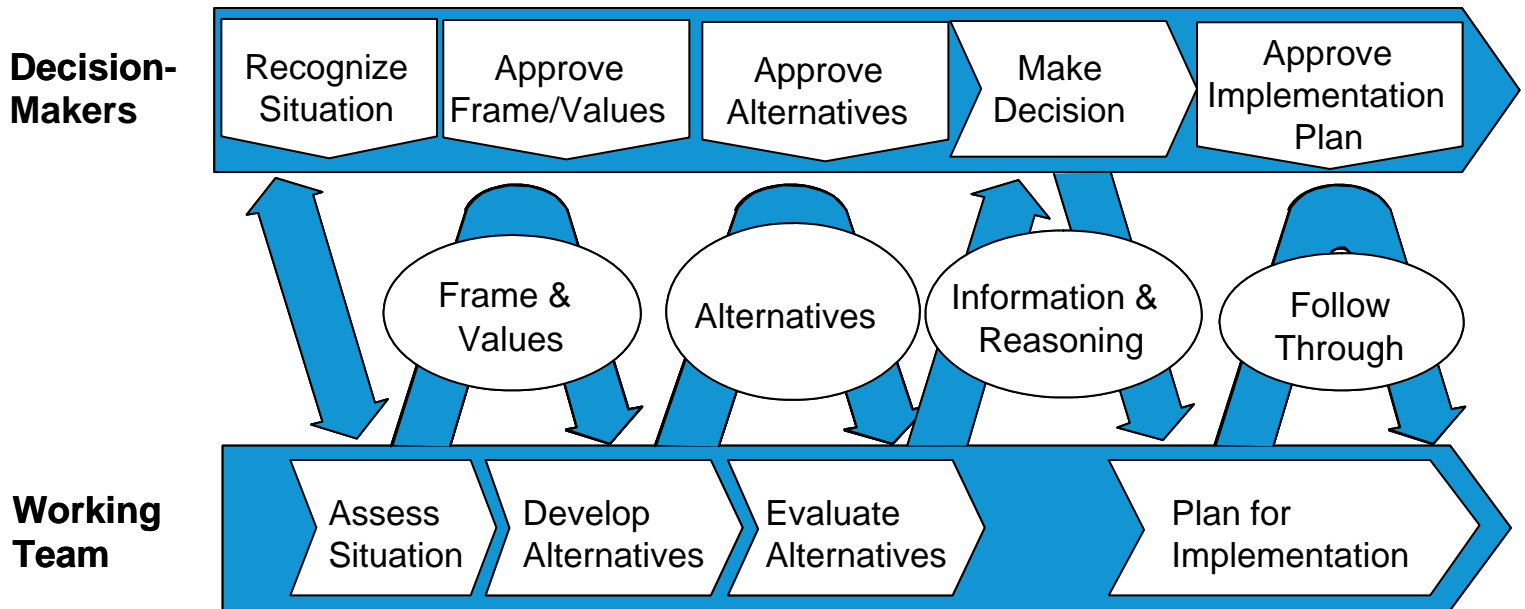 Decision-
Makers
Recognize
Situation
Approve
Frame/Values
Approve
Alternatives
Make
Decision
Approve
Implementation
Plan
Frame &
Values
Alternatives
Information &
Reasoning
Follow
Through
Working
Team
Assess
Situation
Develop
Alternatives
Evaluate
Alternatives
Plan for
Implementation